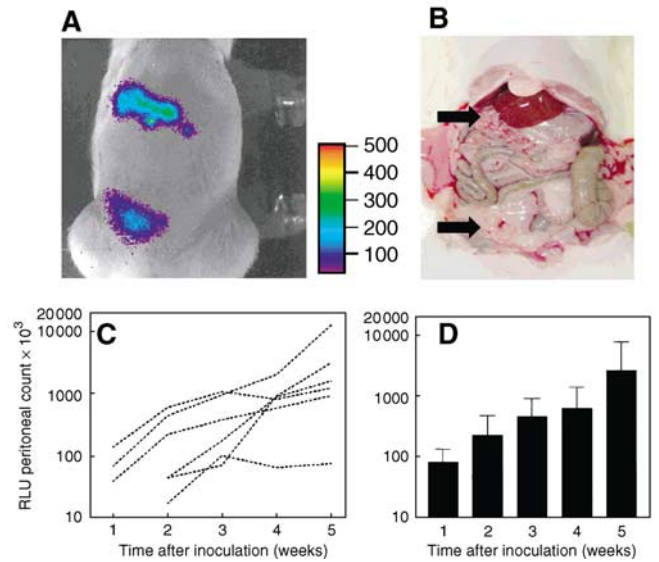 A
B
500
400
300
200
100
C
D
RLU peritoneal count × 10³
20000
10000
1000
100
10
1 2 3 4 5
Time after inoculation (weeks)
20000
10000
1000
100
10
1 2 3 4 5
Time after inoculation (weeks)